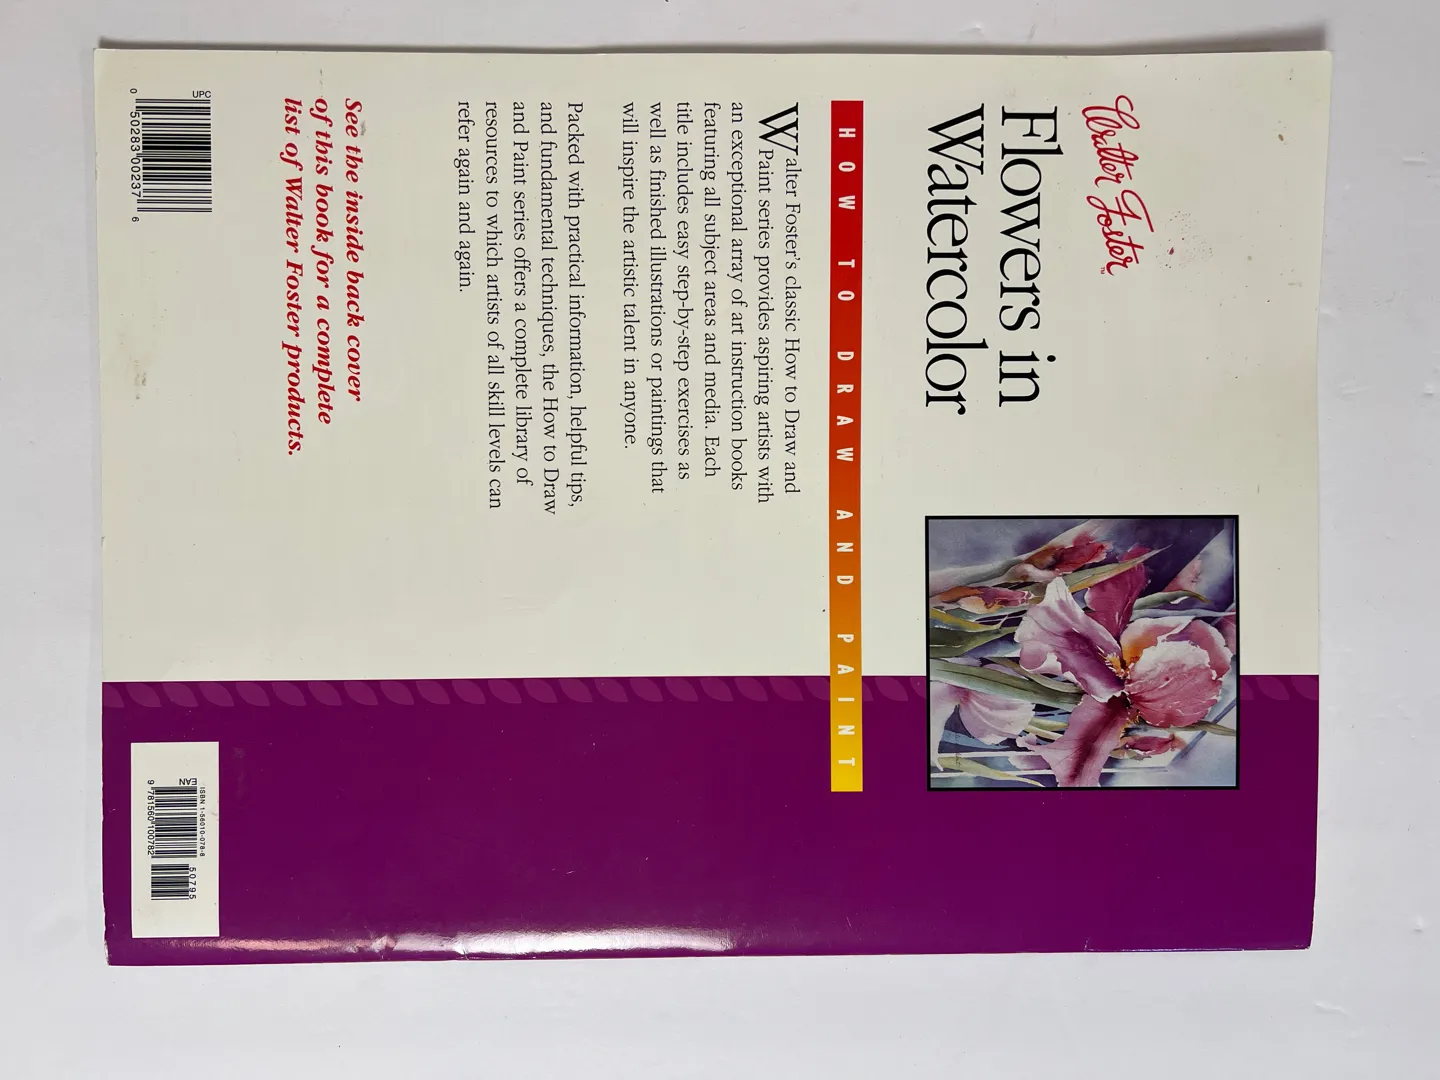 Walter Foster™
Flowers in
Watercolor
HOW TO DRAW AND PAINT
Walter Foster's classic How to Draw and
Paint series provides aspiring artists with
an exceptional array of art instruction books
featuring all subject areas and media. Each
title includes easy step-by-step exercises as
well as finished illustrations or paintings that
will inspire the artistic talent in anyone.
Packed with practical information, helpful tips,
and fundamental techniques, the How to Draw
and Paint series offers a complete library of
resources to which artists of all skill levels can
refer again and again.
See the inside back cover
of this book for a complete
list of Walter Foster products.
UPC
0 50283 00237 6
ISBN 1-56010-078-8
50795
EAN
9 781560 100782